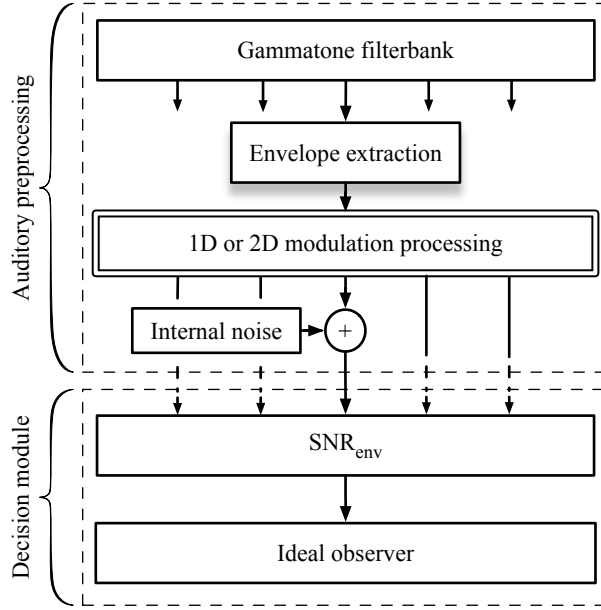 Auditory preprocessing
Gammatone filterbank
Envelope extraction
1D or 2D modulation processing
Internal noise
+
Decision module
SNRenv
Ideal observer